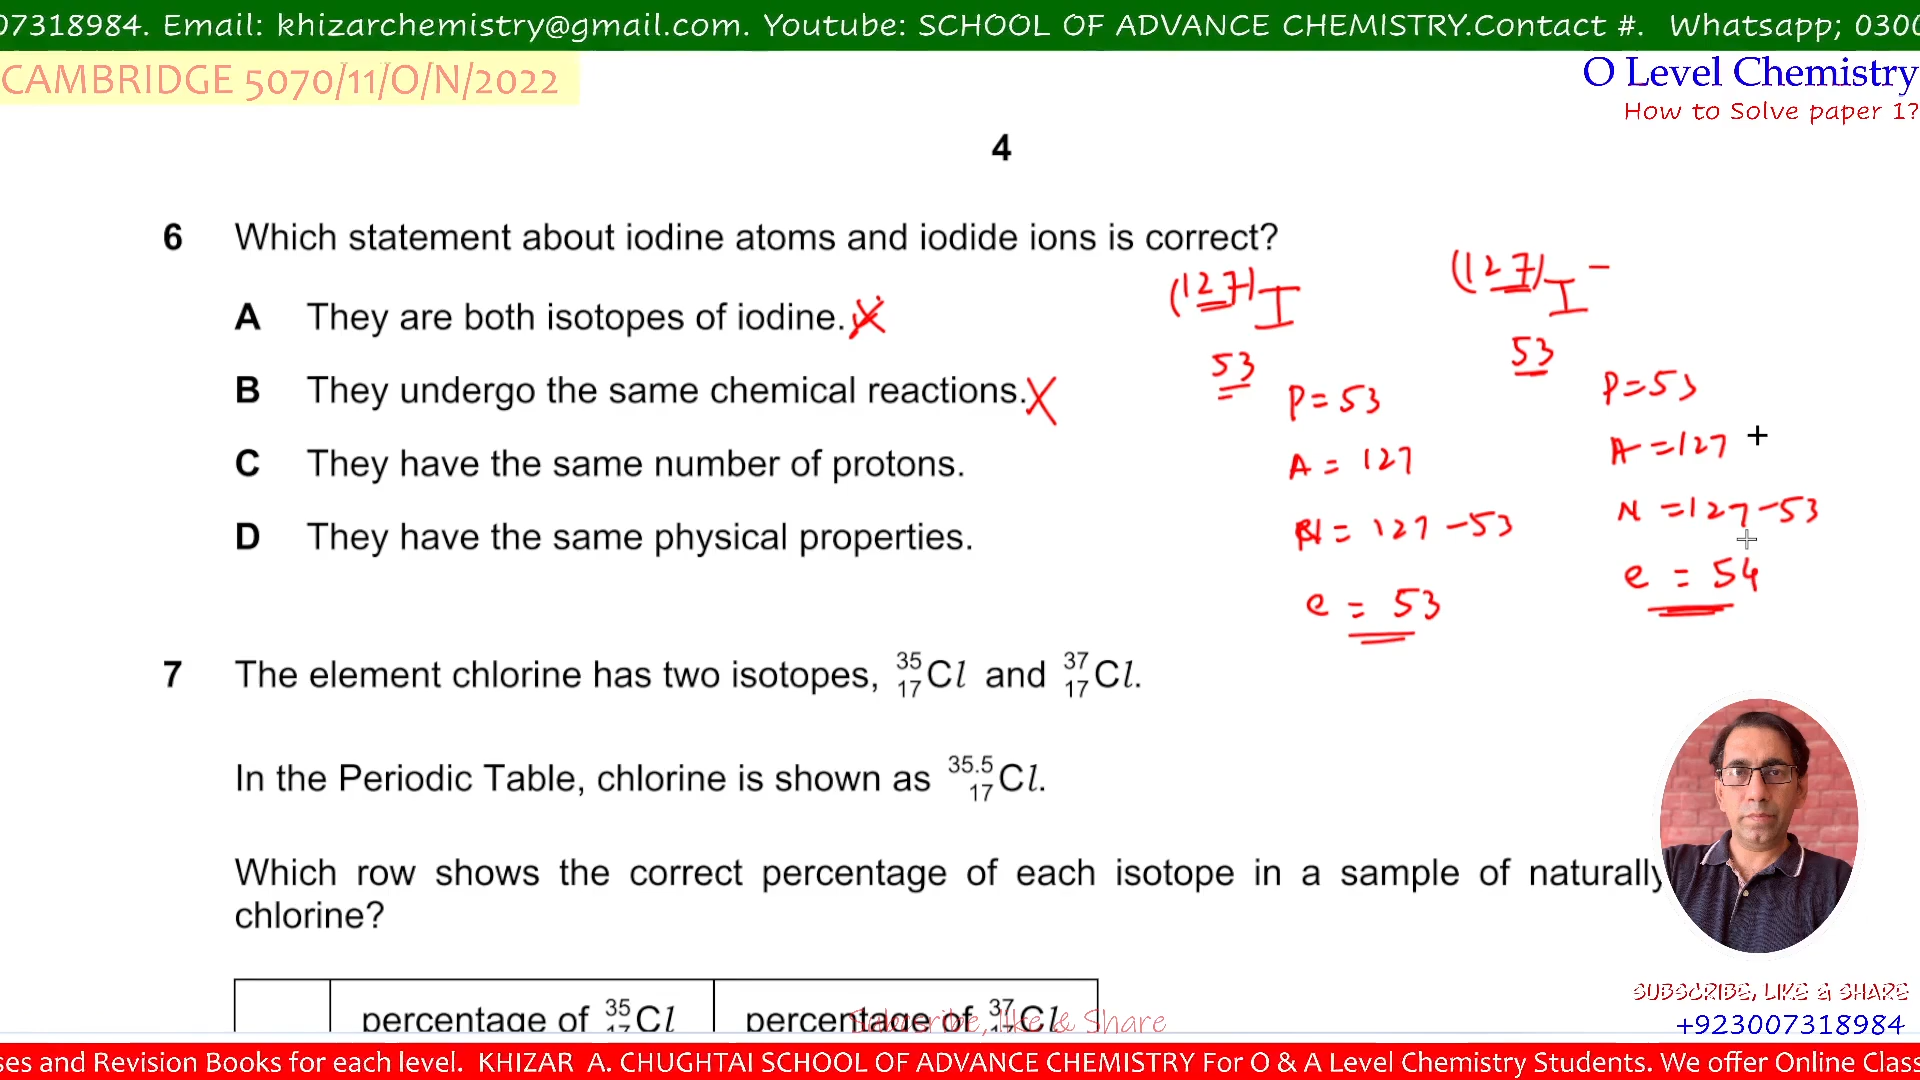 07318984. Email: khizarchemistry@gmail.com. Youtube: SCHOOL OF ADVANCE CHEMISTRY.Contact #. Whatsapp; 0300
CAMBRIDGE 5070/11/O/N/2022
O Level Chemistry
How to Solve paper 1?
4
6 Which statement about iodine atoms and iodide ions is correct?
A They are both isotopes of iodine. X
B They undergo the same chemical reactions. X
C They have the same number of protons.
D They have the same physical properties.
(127) I
53
P = 53
A = 127
N = 127 - 53
e = 53
(127) I -
53
P = 53
A = 127
N = 127 - 53
e = 54
7 The element chlorine has two isotopes, ³⁵₁₇Cl and ³⁷₁₇Cl.
In the Periodic Table, chlorine is shown as ³⁵·⁵₁₇Cl.
Which row shows the correct percentage of each isotope in a sample of naturally
chlorine?
percentage of ³⁵₁₇Cl percentage of ³⁷₁₇Cl
Subscribe, like & Share
SUBSCRIBE, LIKE & SHARE
+923007318984
ses and Revision Books for each level. KHIZAR A. CHUGHTAI SCHOOL OF ADVANCE CHEMISTRY For O & A Level Chemistry Students. We offer Online Class